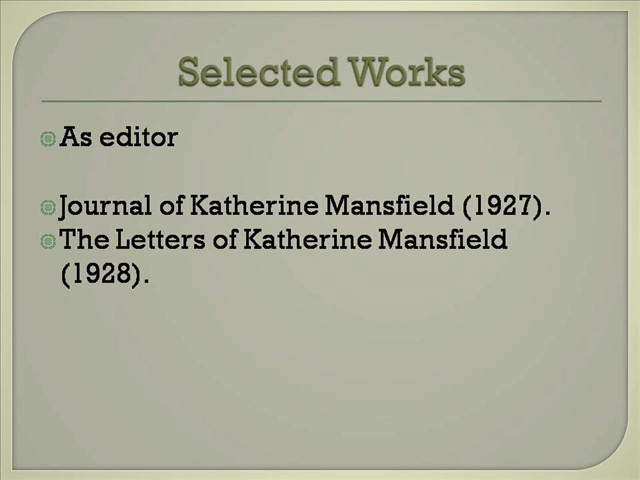 Selected Works
As editor
Journal of Katherine Mansfield (1927).
The Letters of Katherine Mansfield
(1928).